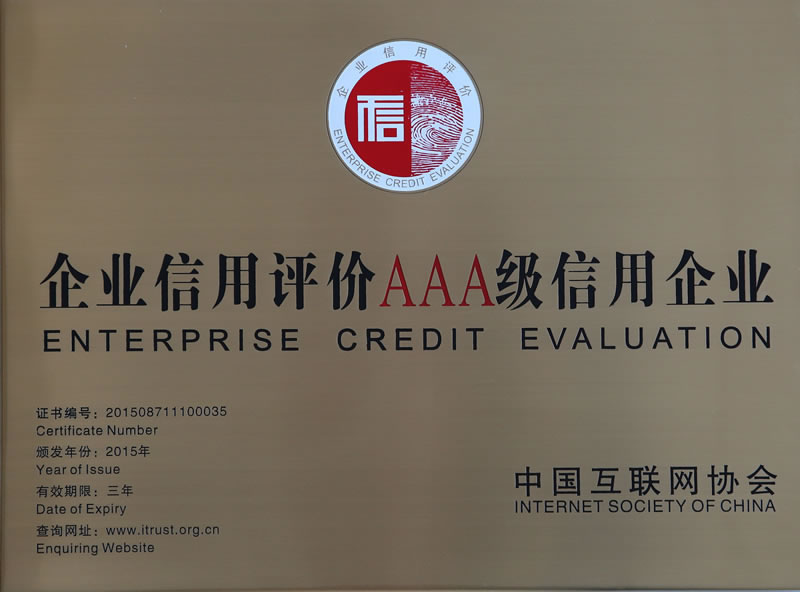 企业信用评价
信
ENTERPRISE CREDIT EVALUATION
企业信用评价AAA级信用企业
ENTERPRISE CREDIT EVALUATION
证书编号：201508711100035
Certificate Number
颁发年份：2015年
Year of Issue
有效期限：三年
Date of Expiry
查询网址：www.itrust.org.cn
Enquiring Website
中国互联网协会
INTERNET SOCIETY OF CHINA